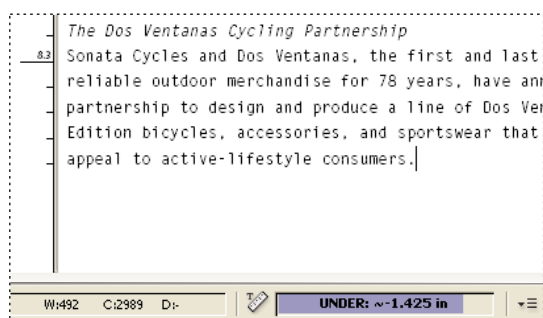 The Dos Ventanas Cycling Partnership
8.3 Sonata Cycles and Dos Ventanas, the first and last
reliable outdoor merchandise for 78 years, have
partnership to design and produce a line of Dos
Edition bicycles, accessories, and sportswear that
appeal to active-lifestyle consumers.
W:492 C:2989 D:- T UNDER: ~-1.425 in